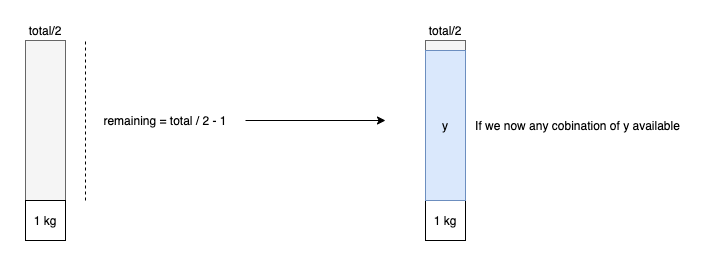 total/2
total/2
remaining = total / 2 - 1
y
If we now any cobination of y available
1 kg
1 kg